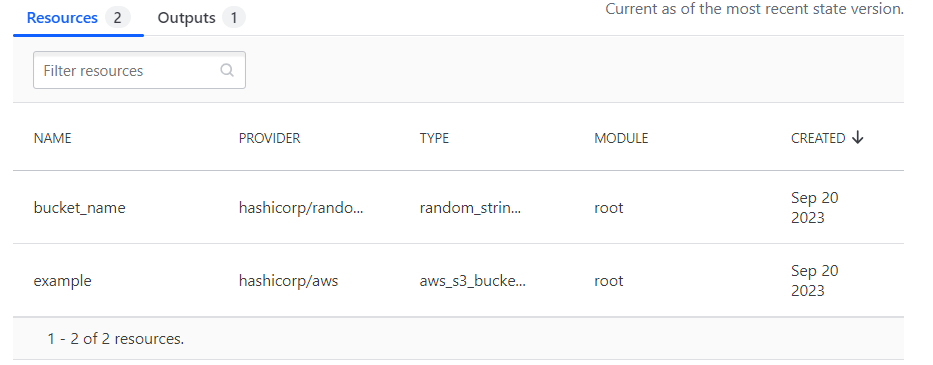 Resources 2 Outputs 1 Current as of the most recent state version.
Filter resources
NAME PROVIDER TYPE MODULE CREATED
bucket_name hashicorp/rando... random_strin... root Sep 20 2023
example hashicorp/aws aws_s3_bucke... root Sep 20 2023
1 - 2 of 2 resources.